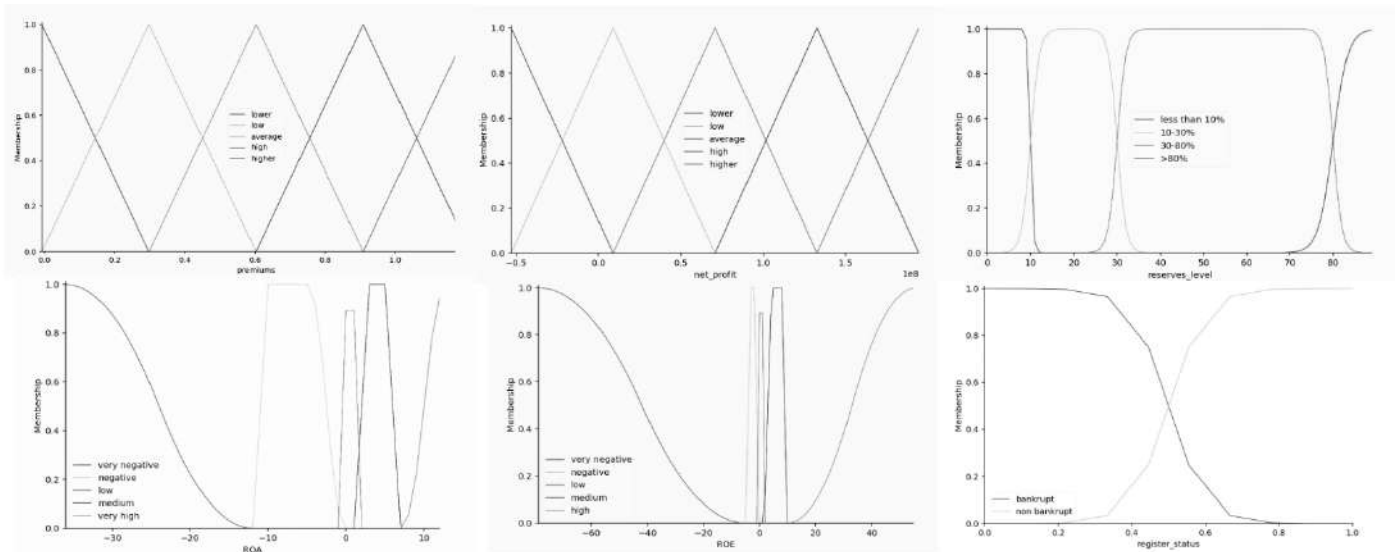 1.0
0.8
0.6
0.4
0.2
0.0
Membership
lower
low
average
high
higher
0.0 0.2 0.4 0.6 0.8 1.0
premiums
1.0
0.8
0.6
0.4
0.2
0.0
Membership
lower
low
average
high
higher
−0.5 0.0 0.5 1.0 1.5
1e8
net_profit
1.0
0.8
0.6
0.4
0.2
0.0
Membership
less than 10%
10-30%
30-80%
>80%
0 10 20 30 40 50 60 70 80
reserves_level
1.0
0.8
0.6
0.4
0.2
0.0
Membership
very negative
negative
low
medium
very high
−30 −20 −10 0 10
ROA
1.0
0.8
0.6
0.4
0.2
0.0
Membership
very negative
negative
low
medium
high
−60 −40 −20 0 20 40
ROE
1.0
0.8
0.6
0.4
0.2
0.0
Membership
bankrupt
non bankrupt
0.0 0.2 0.4 0.6 0.8 1.0
register_status